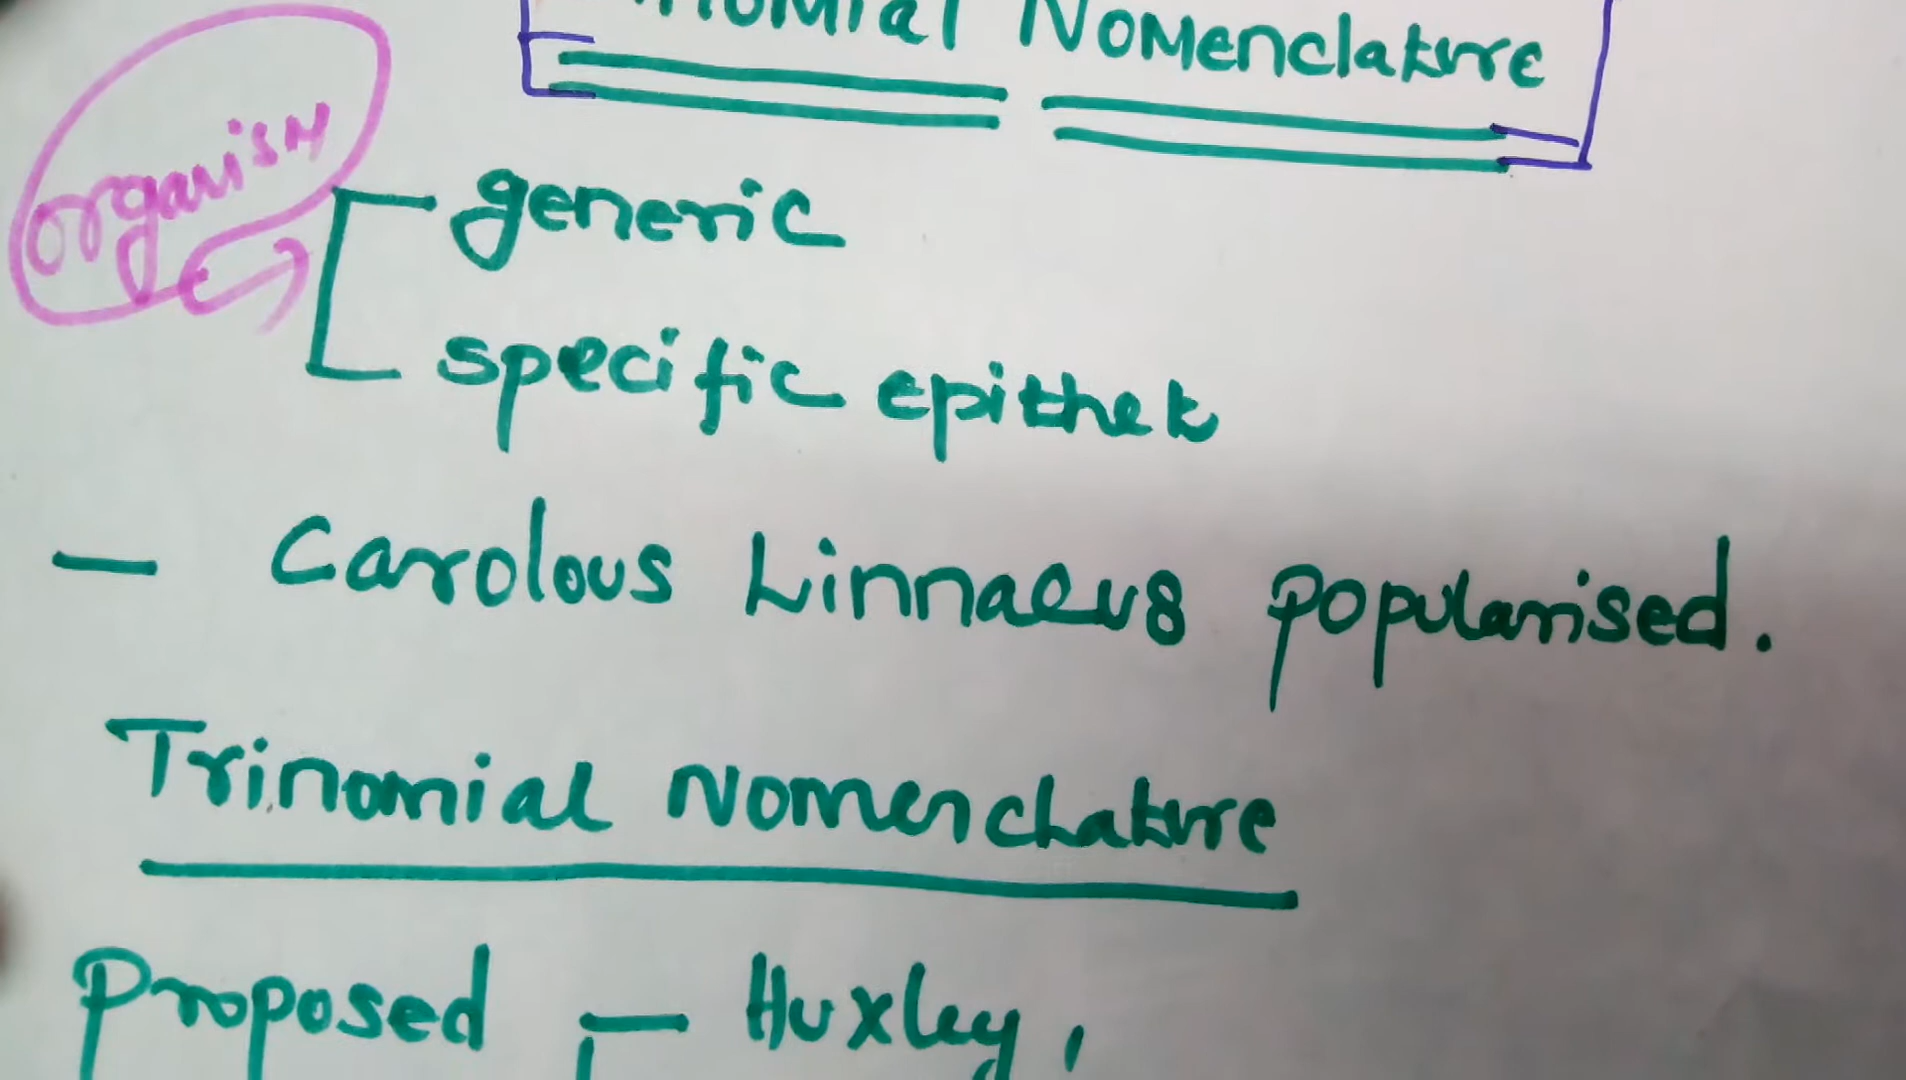 Nomenclature
organism
generic
specific epithet
- Carolous Linnaeus popularised.
Trinomial Nomenclature
Proposed - Huxley,